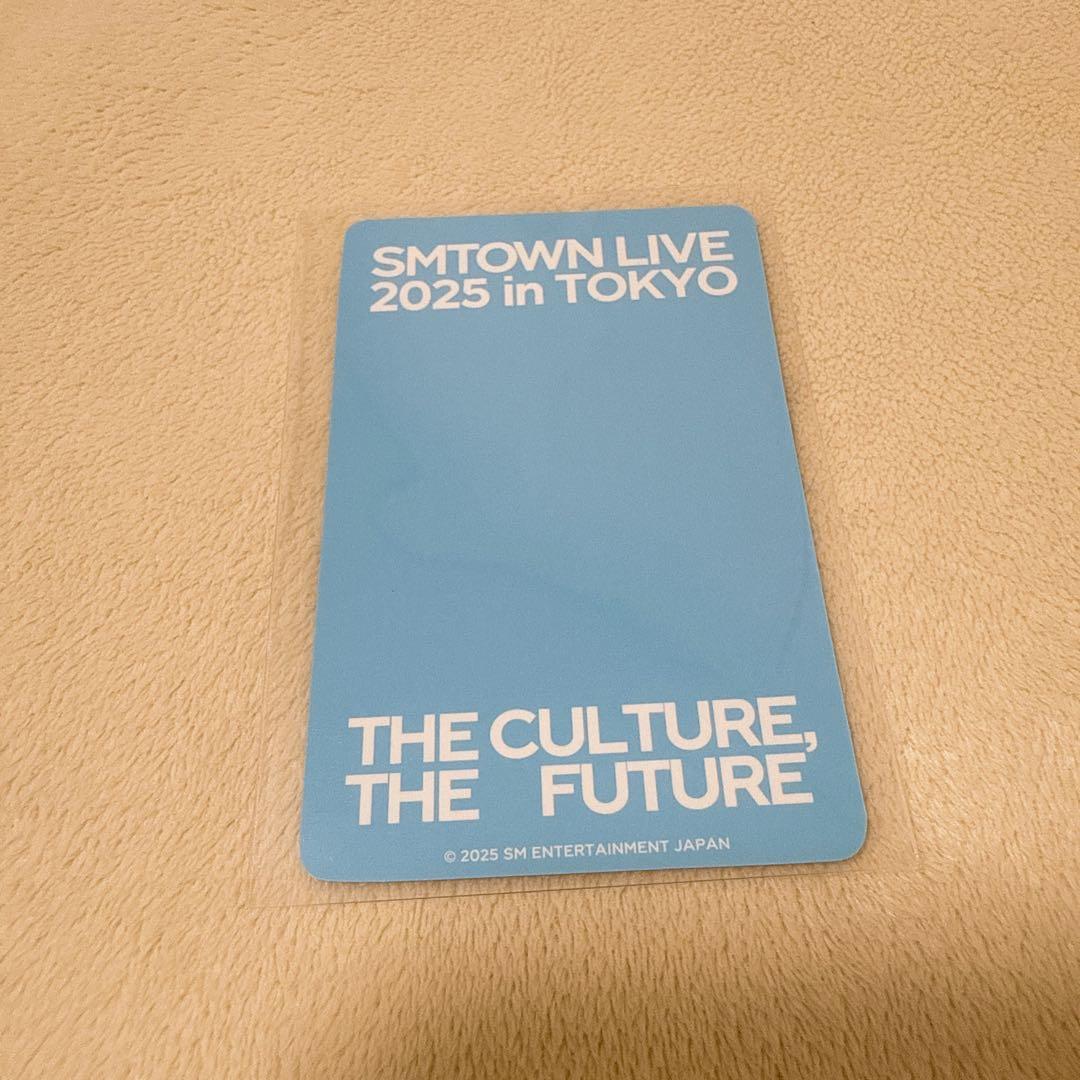 SMTOWN LIVE
2025 in TOKYO
THE CULTURE,
THE FUTURE
© 2025 SM ENTERTAINMENT JAPAN